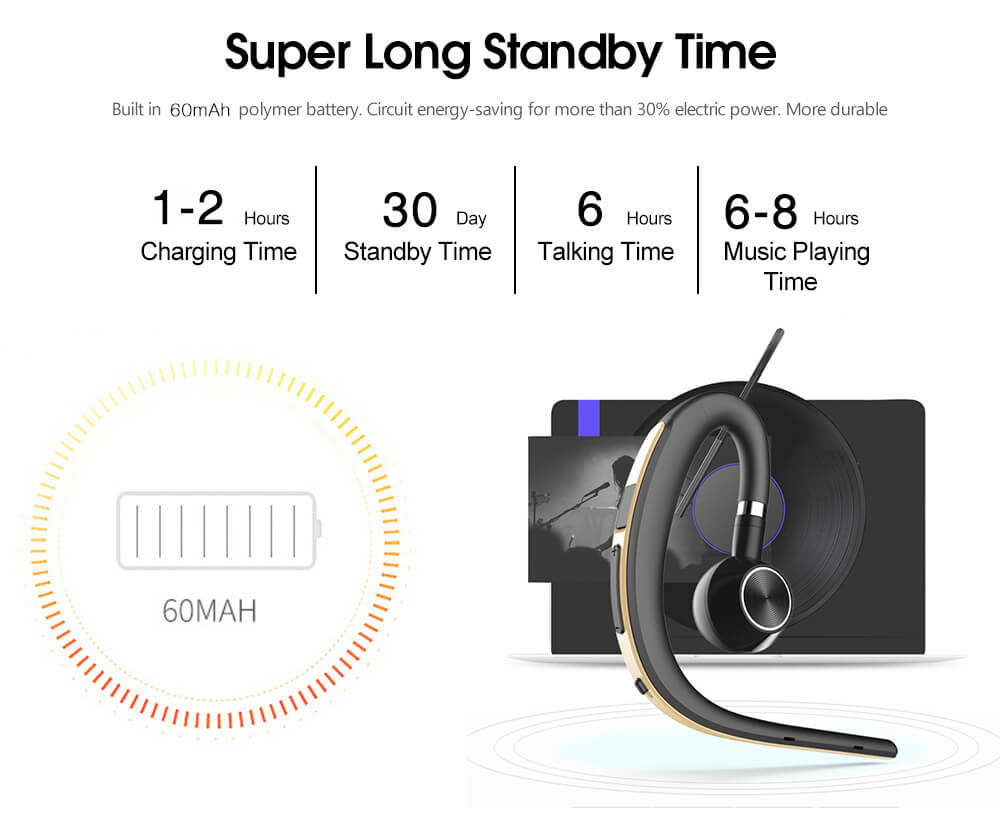 Super Long Standby Time
Built in 60mAh polymer battery. Circuit energy-saving for more than 30% electric power. More durable
1-2 Hours
Charging Time
30 Day
Standby Time
6 Hours
Talking Time
6-8 Hours
Music Playing
Time
60MAH